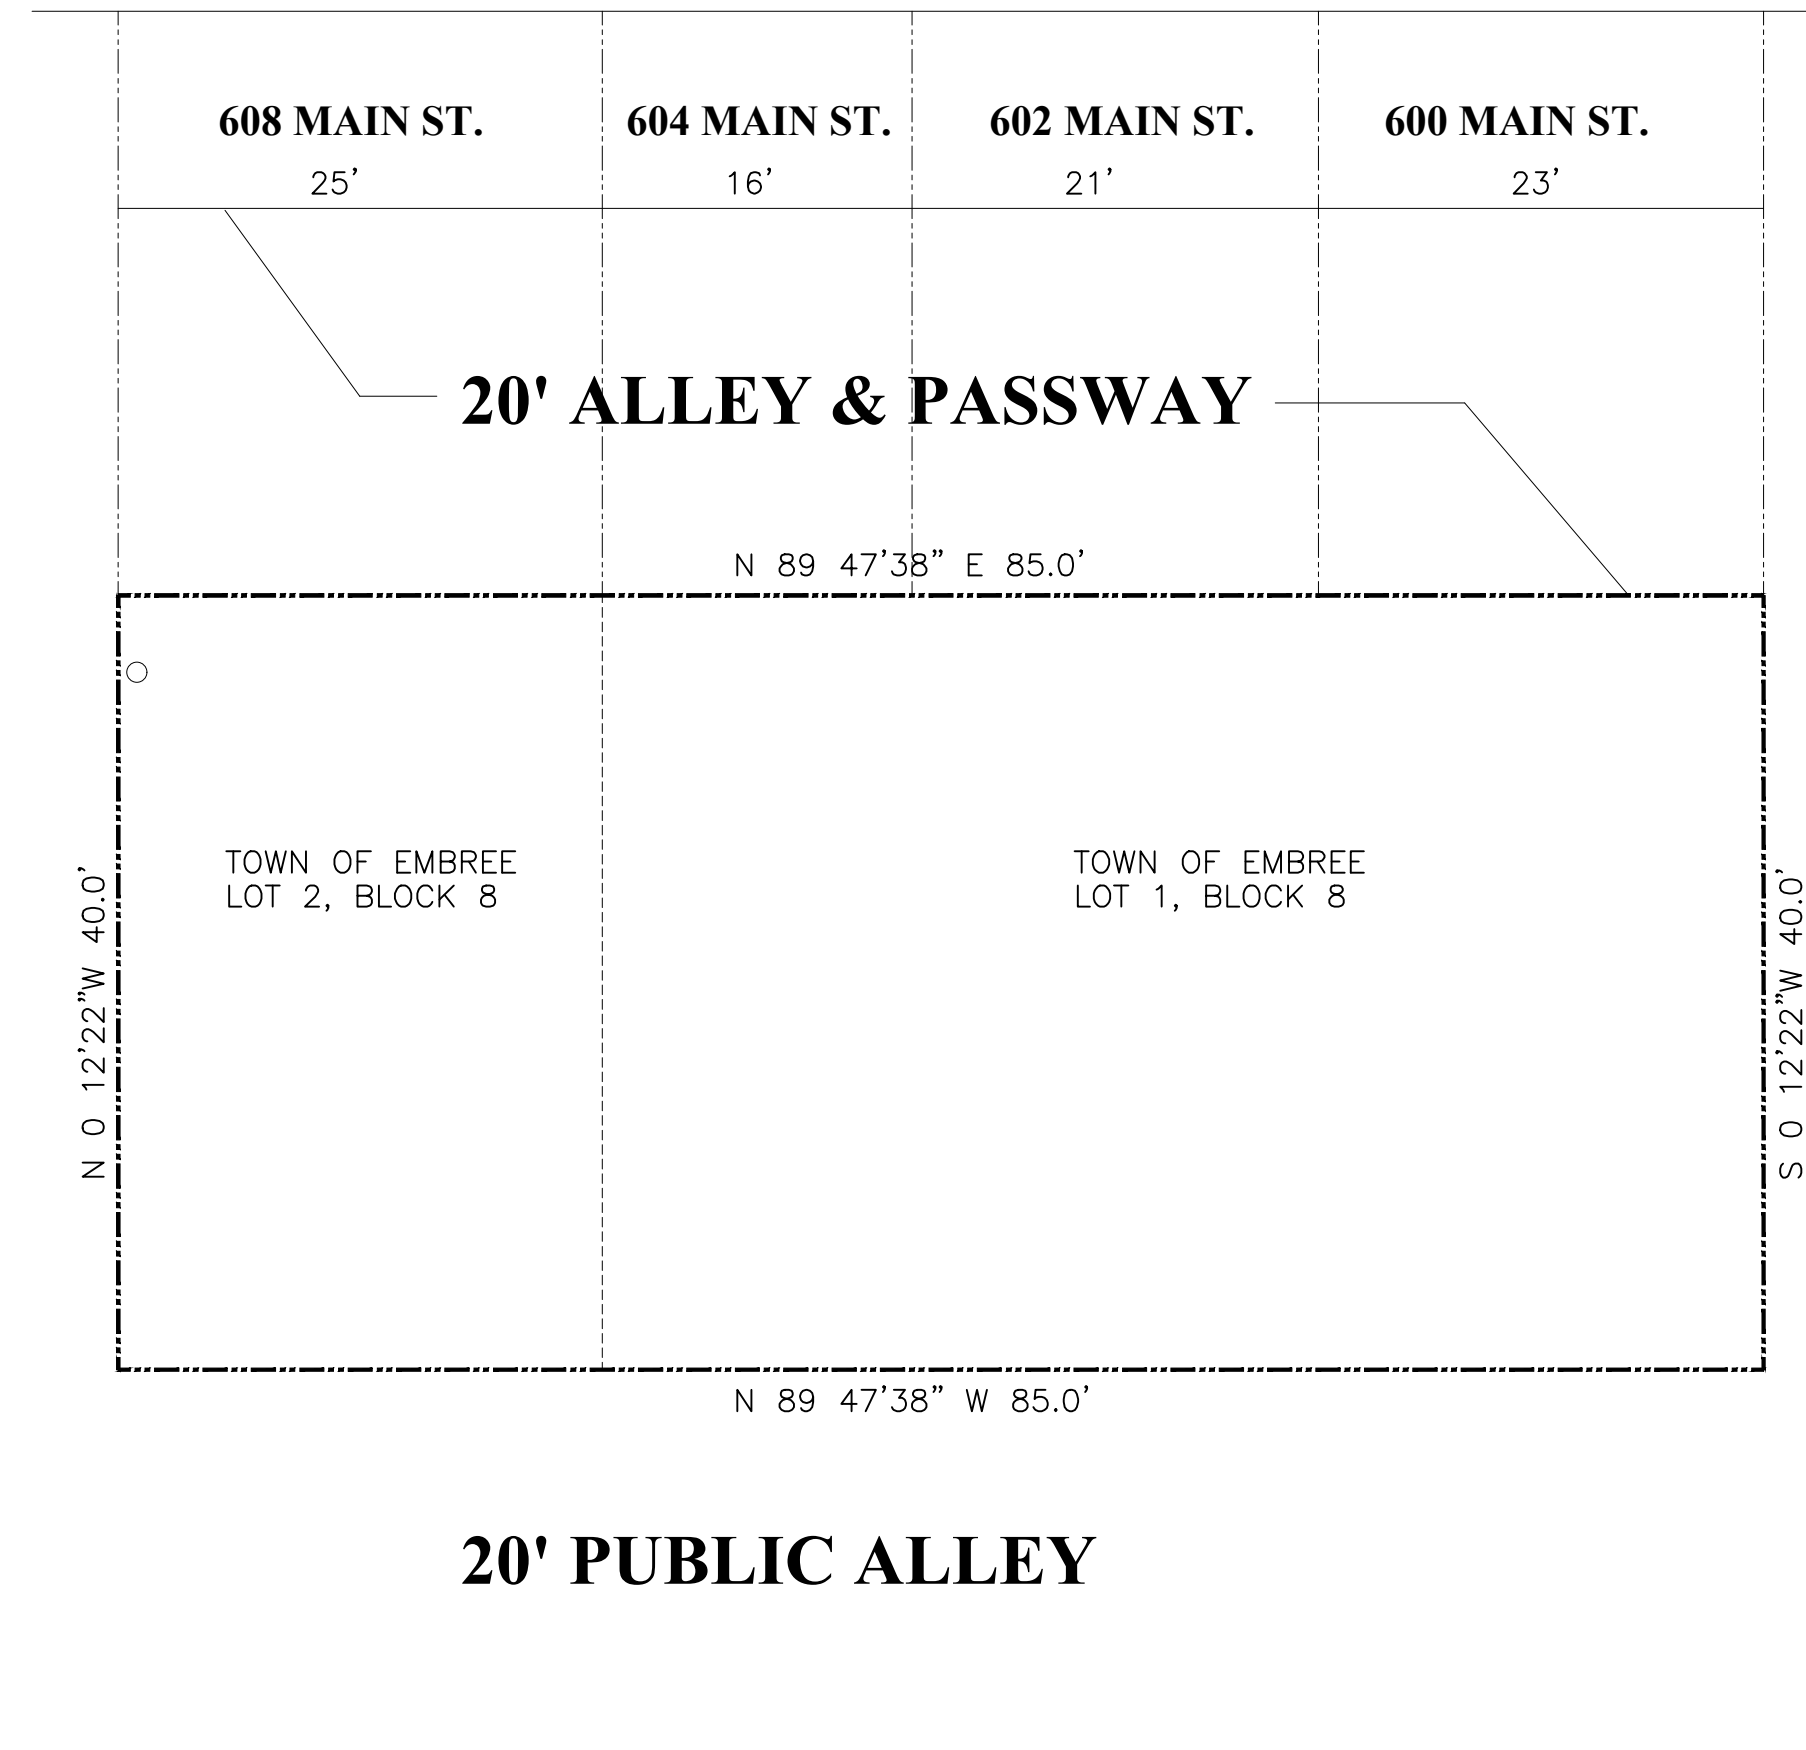 608 MAIN ST.
604 MAIN ST.
602 MAIN ST.
600 MAIN ST.
25'
16'
21'
23'
20' ALLEY & PASSWAY
N 89 47'38" E 85.0'
TOWN OF EMBREE
LOT 2, BLOCK 8
TOWN OF EMBREE
LOT 1, BLOCK 8
N 0 12'22"W 40.0'
S 0 12'22"W 40.0'
N 89 47'38" W 85.0'
20' PUBLIC ALLEY